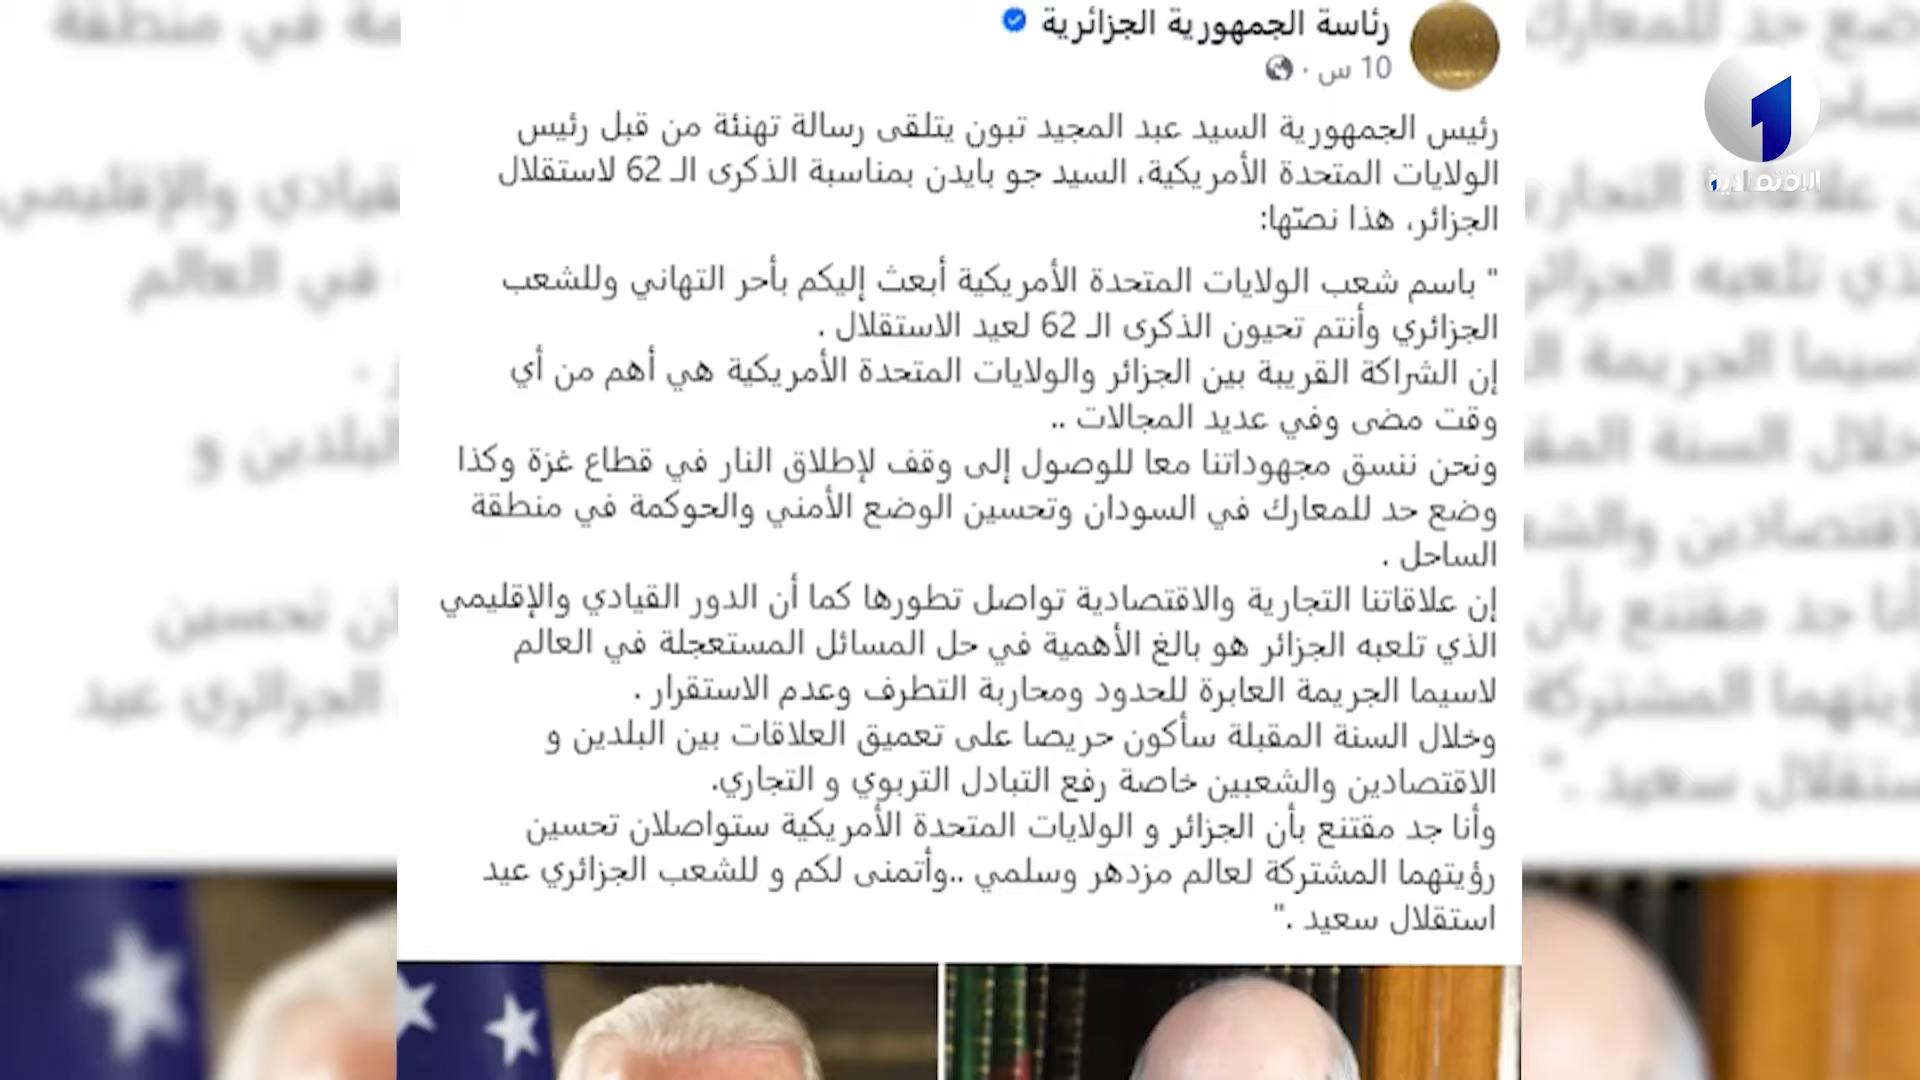 رئاسة الجمهورية الجزائرية
10 س ·
رئيس الجمهورية السيد عبد المجيد تبون يتلقى رسالة تهنئة من قبل رئيس
الولايات المتحدة الأمريكية، السيد جو بايدن بمناسبة الذكرى الـ 62 لاستقلال
الجزائر، هذا نصّها:
" باسم شعب الولايات المتحدة الأمريكية أبعث إليكم بأحر التهاني وللشعب
الجزائري وأنتم تحيون الذكرى الـ 62 لعيد الاستقلال .
إن الشراكة القريبة بين الجزائر والولايات المتحدة الأمريكية هي أهم من أي
وقت مضى وفي عديد المجالات ..
ونحن ننسق مجهوداتنا معا للوصول إلى وقف لإطلاق النار في قطاع غزة وكذا
وضع حد للمعارك في السودان وتحسين الوضع الأمني والحوكمة في منطقة
الساحل .
إن علاقاتنا التجارية والاقتصادية تواصل تطورها كما أن الدور القيادي والإقليمي
الذي تلعبه الجزائر هو بالغ الأهمية في حل المسائل المستعجلة في العالم
لاسيما الجريمة العابرة للحدود ومحاربة التطرف وعدم الاستقرار .
وخلال السنة المقبلة سأكون حريصا على تعميق العلاقات بين البلدين و
الاقتصادين والشعبين خاصة رفع التبادل التربوي و التجاري.
وأنا جد مقتنع بأن الجزائر و الولايات المتحدة الأمريكية ستواصلان تحسين
رؤيتهما المشتركة لعالم مزدهر وسلمي ..وأتمنى لكم و للشعب الجزائري عيد
استقلال سعيد ."
1
الاقتصادية